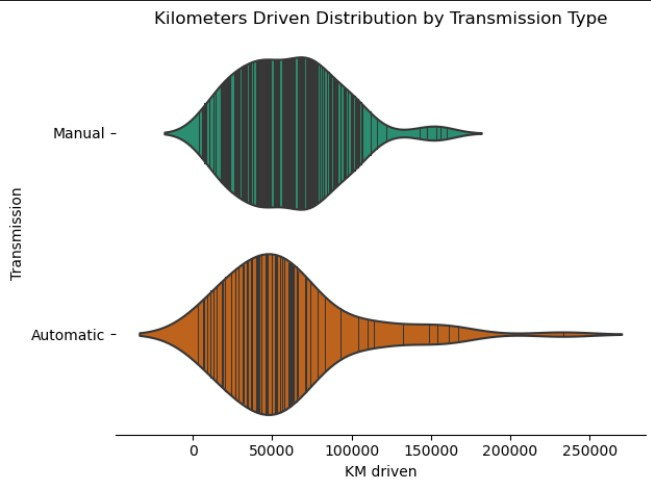 Kilometers Driven Distribution by Transmission Type
Manual
Transmission
Automatic
0 50000 100000 150000 200000 250000
KM driven